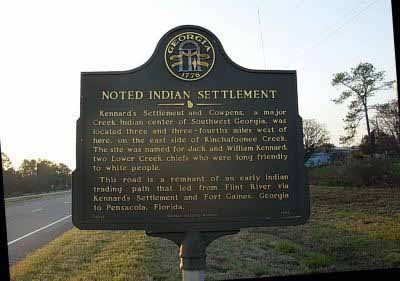 GEORGIA
1776
NOTED INDIAN SETTLEMENT
Kennard's Settlement and Cowpens, a major
Creek Indian center of Southwest Georgia, was
located three and three-fourths miles west of
here, on the east side of Kinchafoonee Creek.
The site was named for Jack and William Kennard,
two Lower Creek chiefs who were long friendly
to white people.
This road is a remnant of an early Indian
trading path that led from Flint River via
Kennard's Settlement and Fort Gaines, Georgia
to Pensacola, Florida.